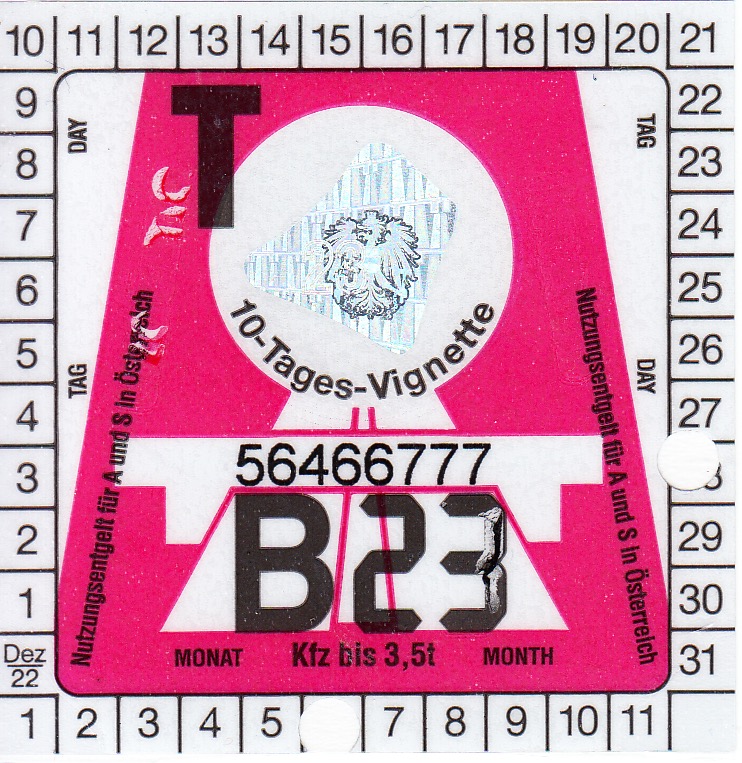 10 11 12 13 14 15 16 17 18 19 20 21
9 22
DAY
T
TAG
8 23
7 24
TIC
6 25
10-Tages-Vignette
5 26
TAG
DAY
4 27
Nutzungsentgelt für A und S in Österreich
Nutzungsentgelt für A und S in Österreich
56466777
3
B23
2 29
1 30
MONAT Kfz bis 3,5t MONTH
Dez
22
31
1 2 3 4 5 7 8 9 10 11